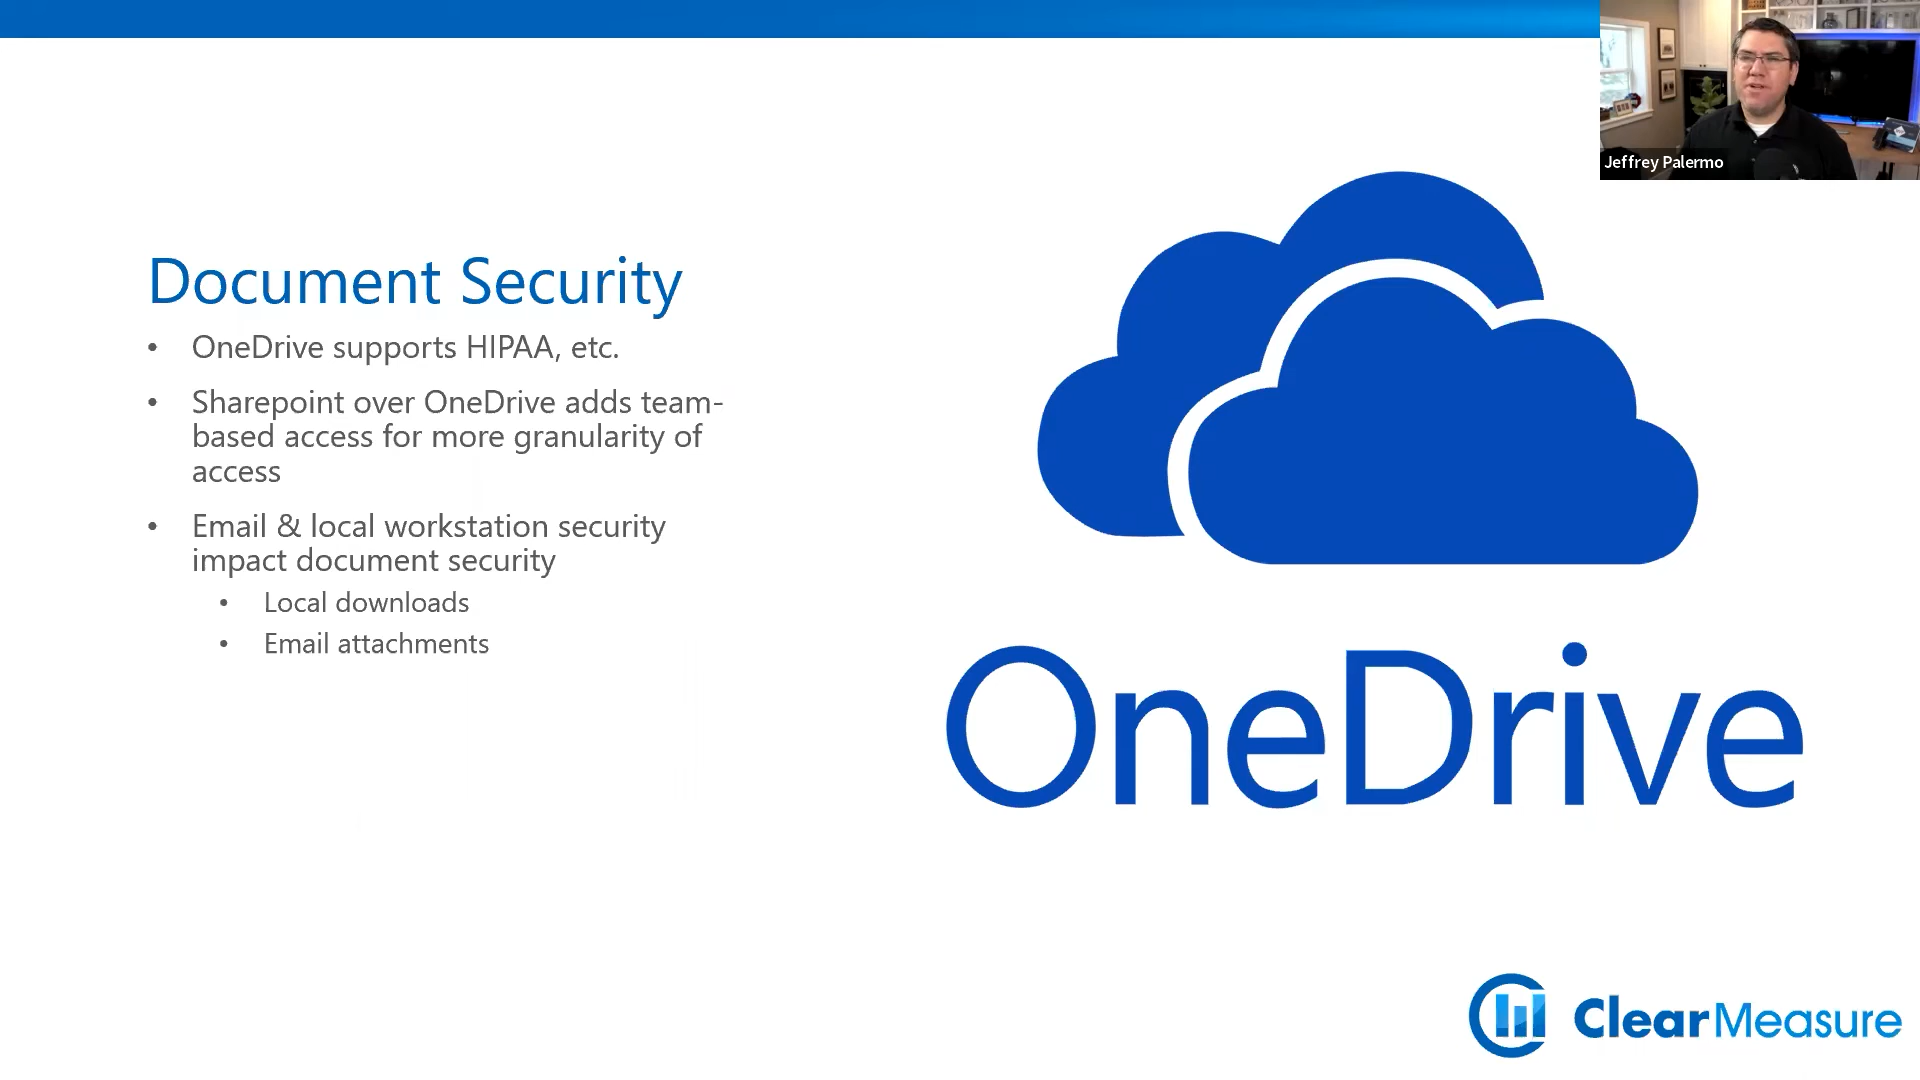 Jeffrey Palermo
Document Security
• OneDrive supports HIPAA, etc.
• Sharepoint over OneDrive adds team-
based access for more granularity of
access
• Email & local workstation security
impact document security
• Local downloads
• Email attachments
OneDrive
ClearMeasure